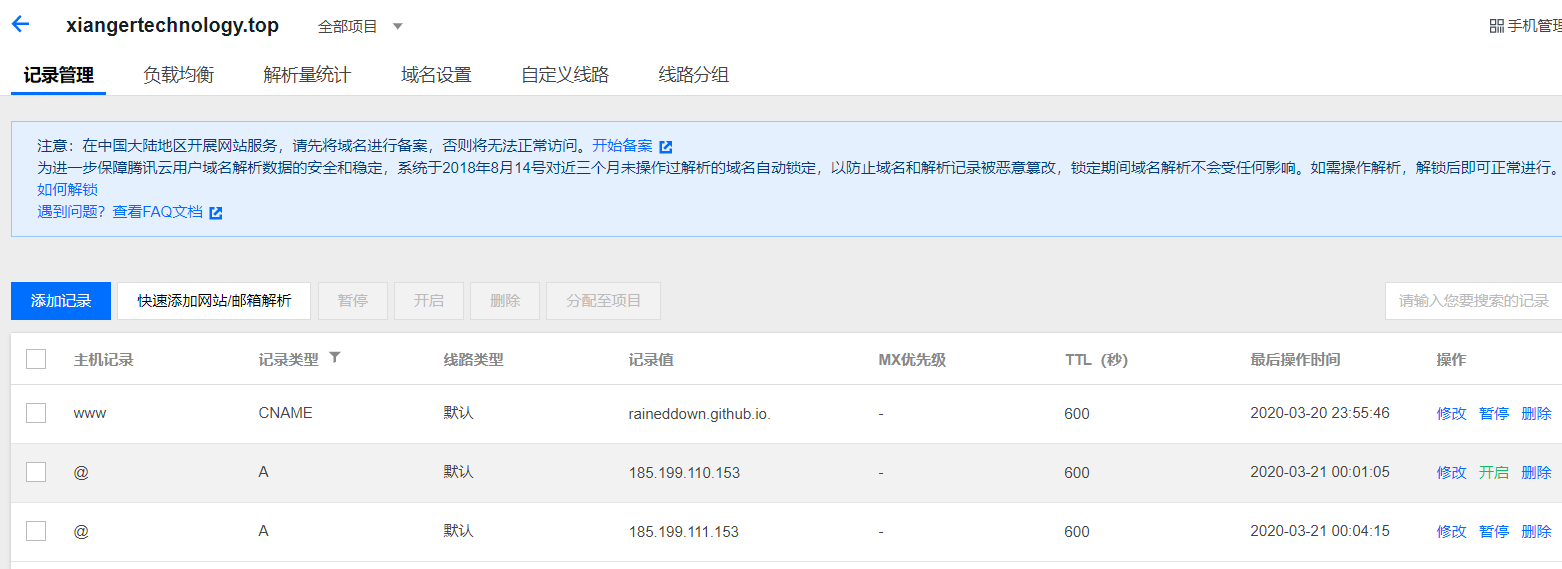 xiangertechnology.top 全部项目 手机管理
记录管理 负载均衡 解析量统计 域名设置 自定义线路 线路分组
注意：在中国大陆地区开展网站服务，请先将域名进行备案，否则将无法正常访问。开始备案
为进一步保障腾讯云用户域名解析数据的安全和稳定，系统于2018年8月14号对近三个月未操作过解析的域名自动锁定，以防止域名和解析记录被恶意篡改，锁定期间域名解析不会受任何影响。如需操作解析，解锁后即可正常进行。
如何解锁
遇到问题？查看FAQ文档
添加记录 快速添加网站/邮箱解析 暂停 开启 删除 分配至项目 请输入您要搜索的记录
主机记录 记录类型 线路类型 记录值 MX优先级 TTL（秒） 最后操作时间 操作
www CNAME 默认 raineddown.github.io. - 600 2020-03-20 23:55:46 修改 暂停 删除
@ A 默认 185.199.110.153 - 600 2020-03-21 00:01:05 修改 开启 删除
@ A 默认 185.199.111.153 - 600 2020-03-21 00:04:15 修改 暂停 删除